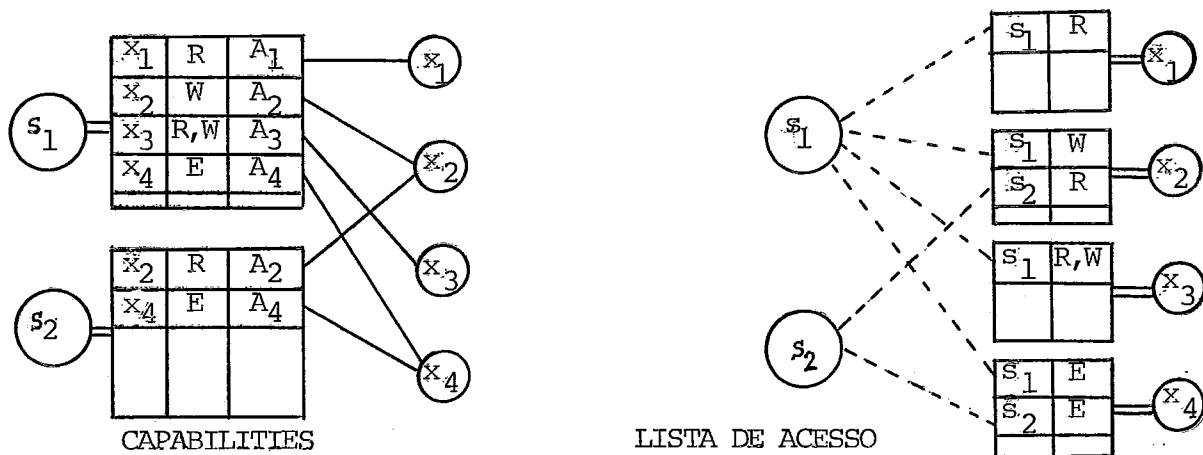 s1
x1 R A1
x2 W A2
x3 R,W A3
x4 E A4
x1
x2
x3
x4
s2
x2 R A2
x4 E A4
CAPABILITIES
s1
s2
s1 R
x1
s1 W
s2 R
x2
s1 R,W
x3
s1 E
s2 E
x4
LISTA DE ACESSO